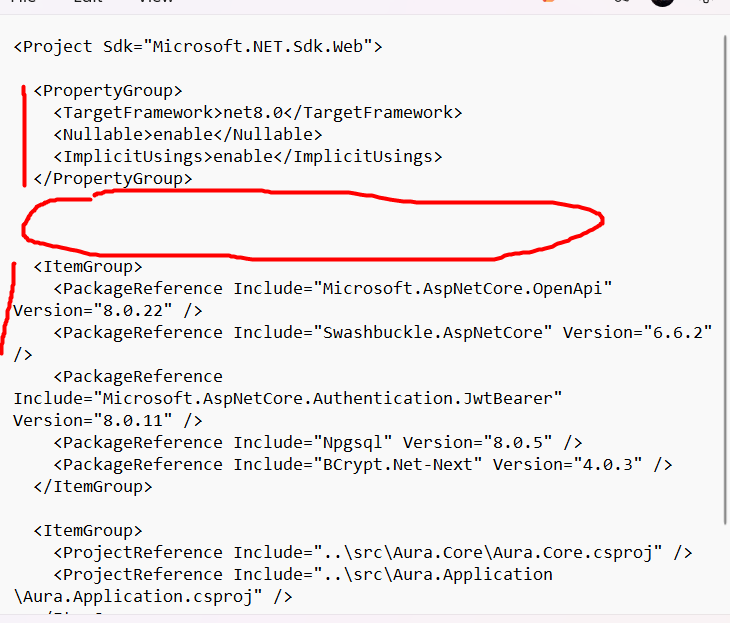 <Project Sdk="Microsoft.NET.Sdk.Web">
<PropertyGroup>
<TargetFramework>net8.0</TargetFramework>
<Nullable>enable</Nullable>
<ImplicitUsings>enable</ImplicitUsings>
</PropertyGroup>
<ItemGroup>
<PackageReference Include="Microsoft.AspNetCore.OpenApi"
Version="8.0.22" />
<PackageReference Include="Swashbuckle.AspNetCore" Version="6.6.2"
/>
<PackageReference
Include="Microsoft.AspNetCore.Authentication.JwtBearer"
Version="8.0.11" />
<PackageReference Include="Npgsql" Version="8.0.5" />
<PackageReference Include="BCrypt.Net-Next" Version="4.0.3" />
</ItemGroup>
<ItemGroup>
<ProjectReference Include="..\src\Aura.Core\Aura.Core.csproj" />
<ProjectReference Include="..\src\Aura.Application
\Aura.Application.csproj" />